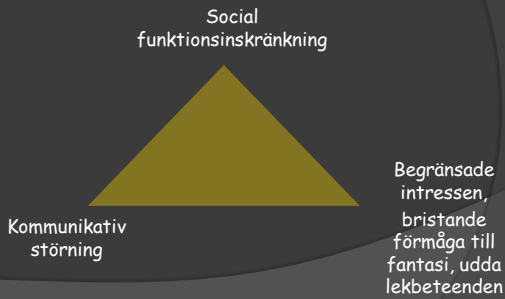 Social
funktionsinskränkning
Kommunikativ
störning
Begränsade
intressen,
bristande
förmåga till
fantasi, udda
lekbeteenden